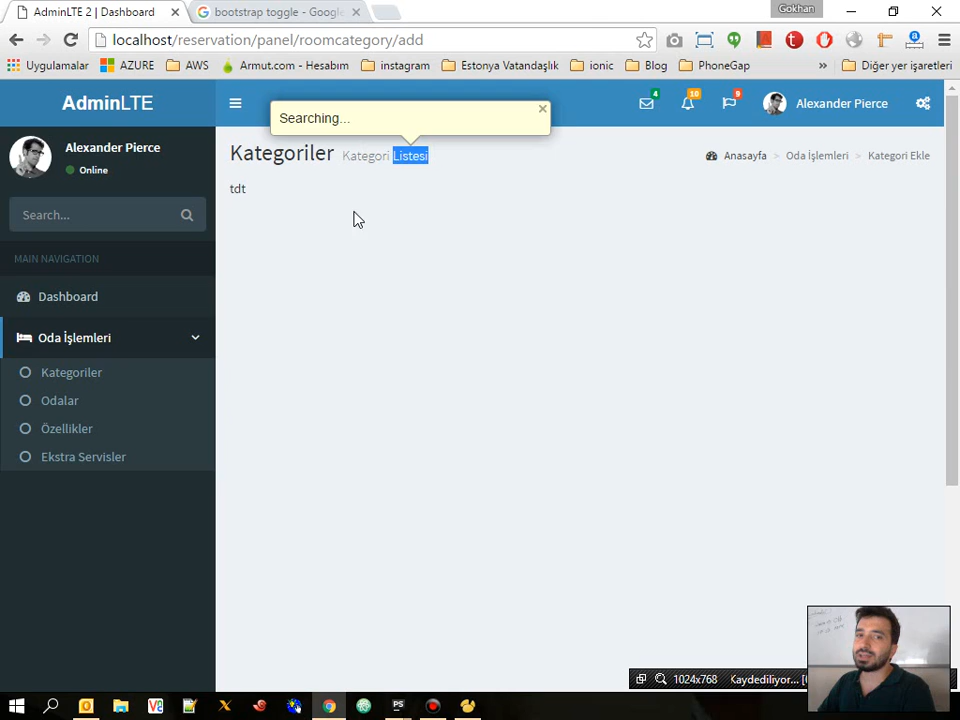 AdminLTE 2 | Dashboard
bootstrap toggle - Google
Gökhan
localhost/reservation/panel/roomcategory/add
Uygulamalar
AZURE
AWS
Armut.com - Hesabım
instagram
Estonya Vatandaşlık
ionic
Blog
PhoneGap
»
Diğer yer işaretleri
AdminLTE
4
10
9
Alexander Pierce
Searching...
Alexander Pierce
Online
Kategoriler Kategori Listesi
Anasayfa > Oda İşlemleri > Kategori Ekle
tdt
Search...
MAIN NAVIGATION
Dashboard
Oda İşlemleri
Kategoriler
Odalar
Özellikler
Ekstra Servisler
1024x768 Kaydediliyor...
PS